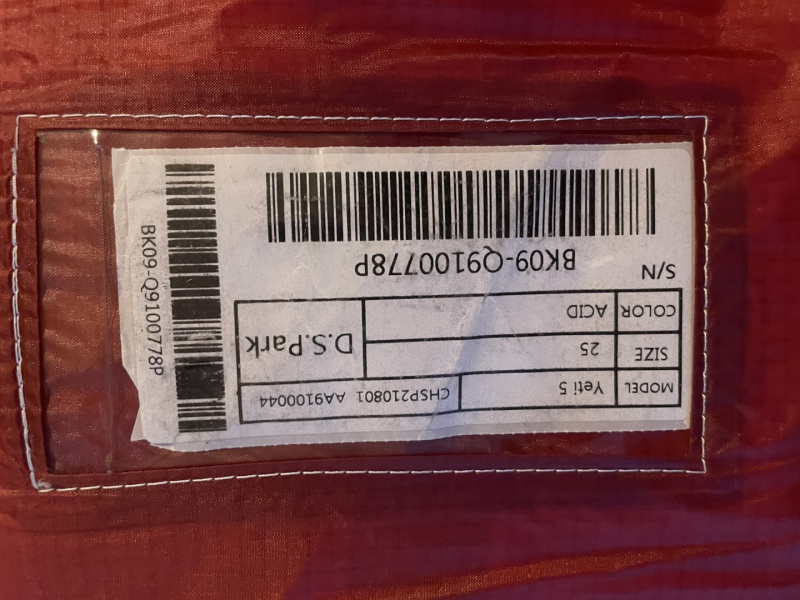 MODEL Yeti 5 CHSP210801 AA9100044
SIZE 25 D.S.Park
COLOR ACID
S/N
BK09-Q9100778P
BK09-Q9100778P